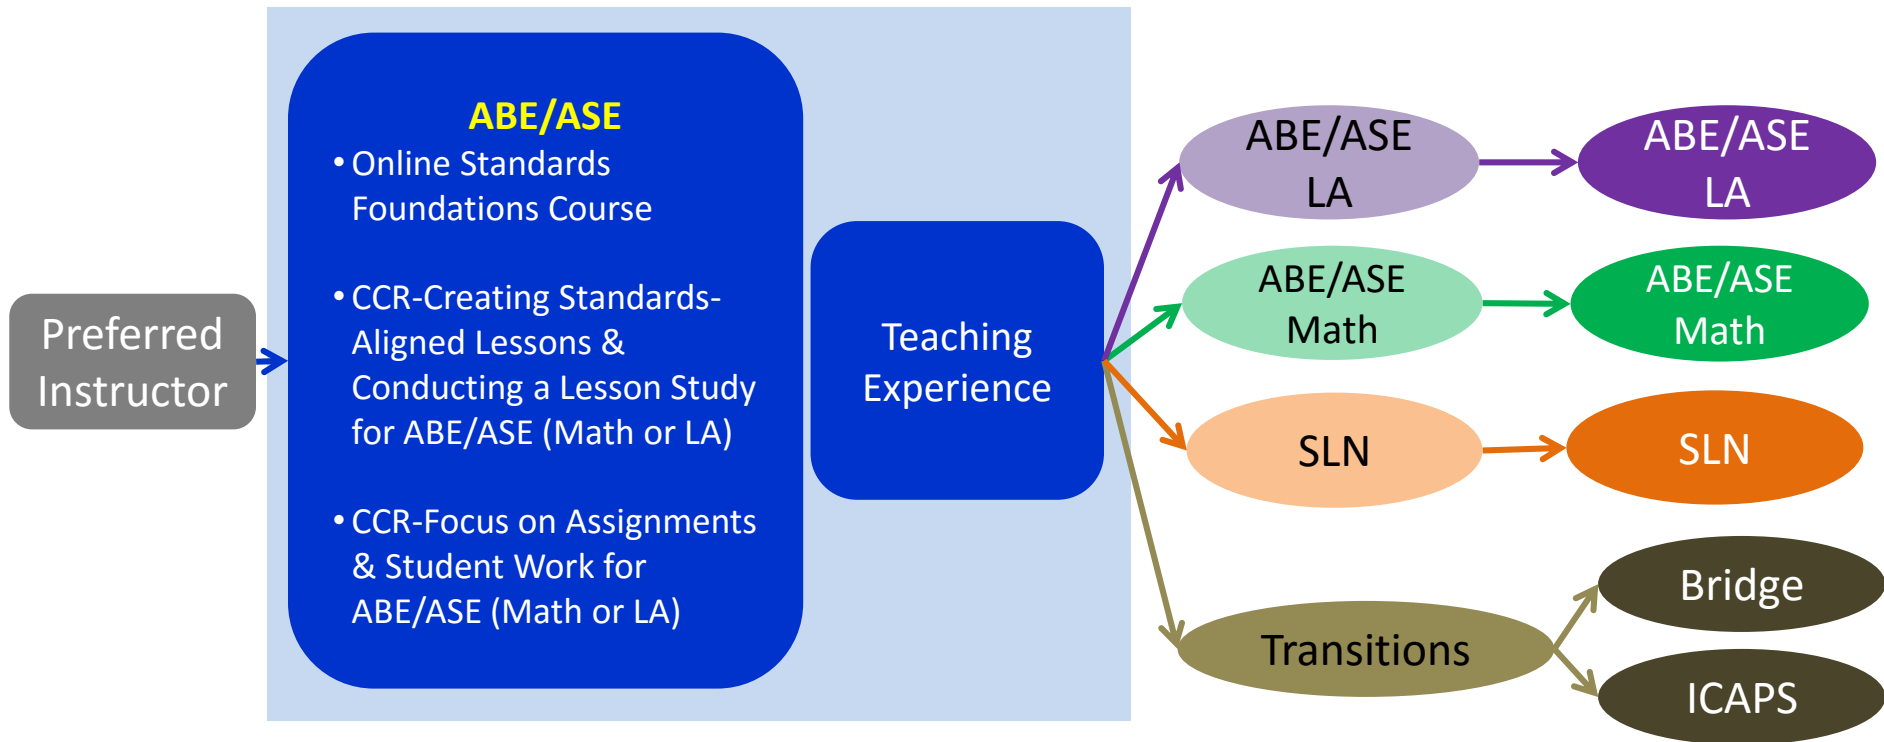 Preferred
Instructor
ABE/ASE
• Online Standards
Foundations Course
• CCR-Creating Standards-
Aligned Lessons &
Conducting a Lesson Study
for ABE/ASE (Math or LA)
• CCR-Focus on Assignments
& Student Work for
ABE/ASE (Math or LA)
Teaching
Experience
ABE/ASE
LA
ABE/ASE
LA
ABE/ASE
Math
ABE/ASE
Math
SLN
SLN
Transitions
Bridge
ICAPS